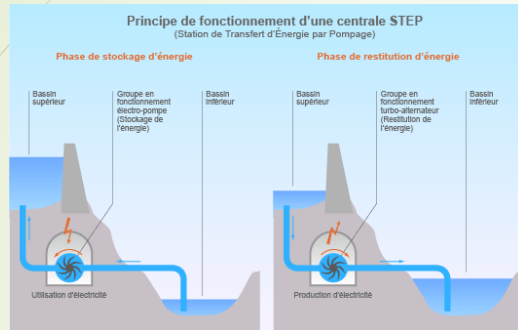 Principe de fonctionnement d'une centrale STEP
(Station de Transfert d'Énergie par Pompage)
Phase de stockage d'énergie
Bassin
supérieur
Groupe en
fonctionnement
électro-pompe
(Stockage de
l'énergie)
Bassin
inférieur
Utilisation d'électricité
Phase de restitution d'énergie
Bassin
supérieur
Groupe en
fonctionnement
turbo-alternateur
(Restitution de
l'énergie)
Bassin
inférieur
Production d'électricité